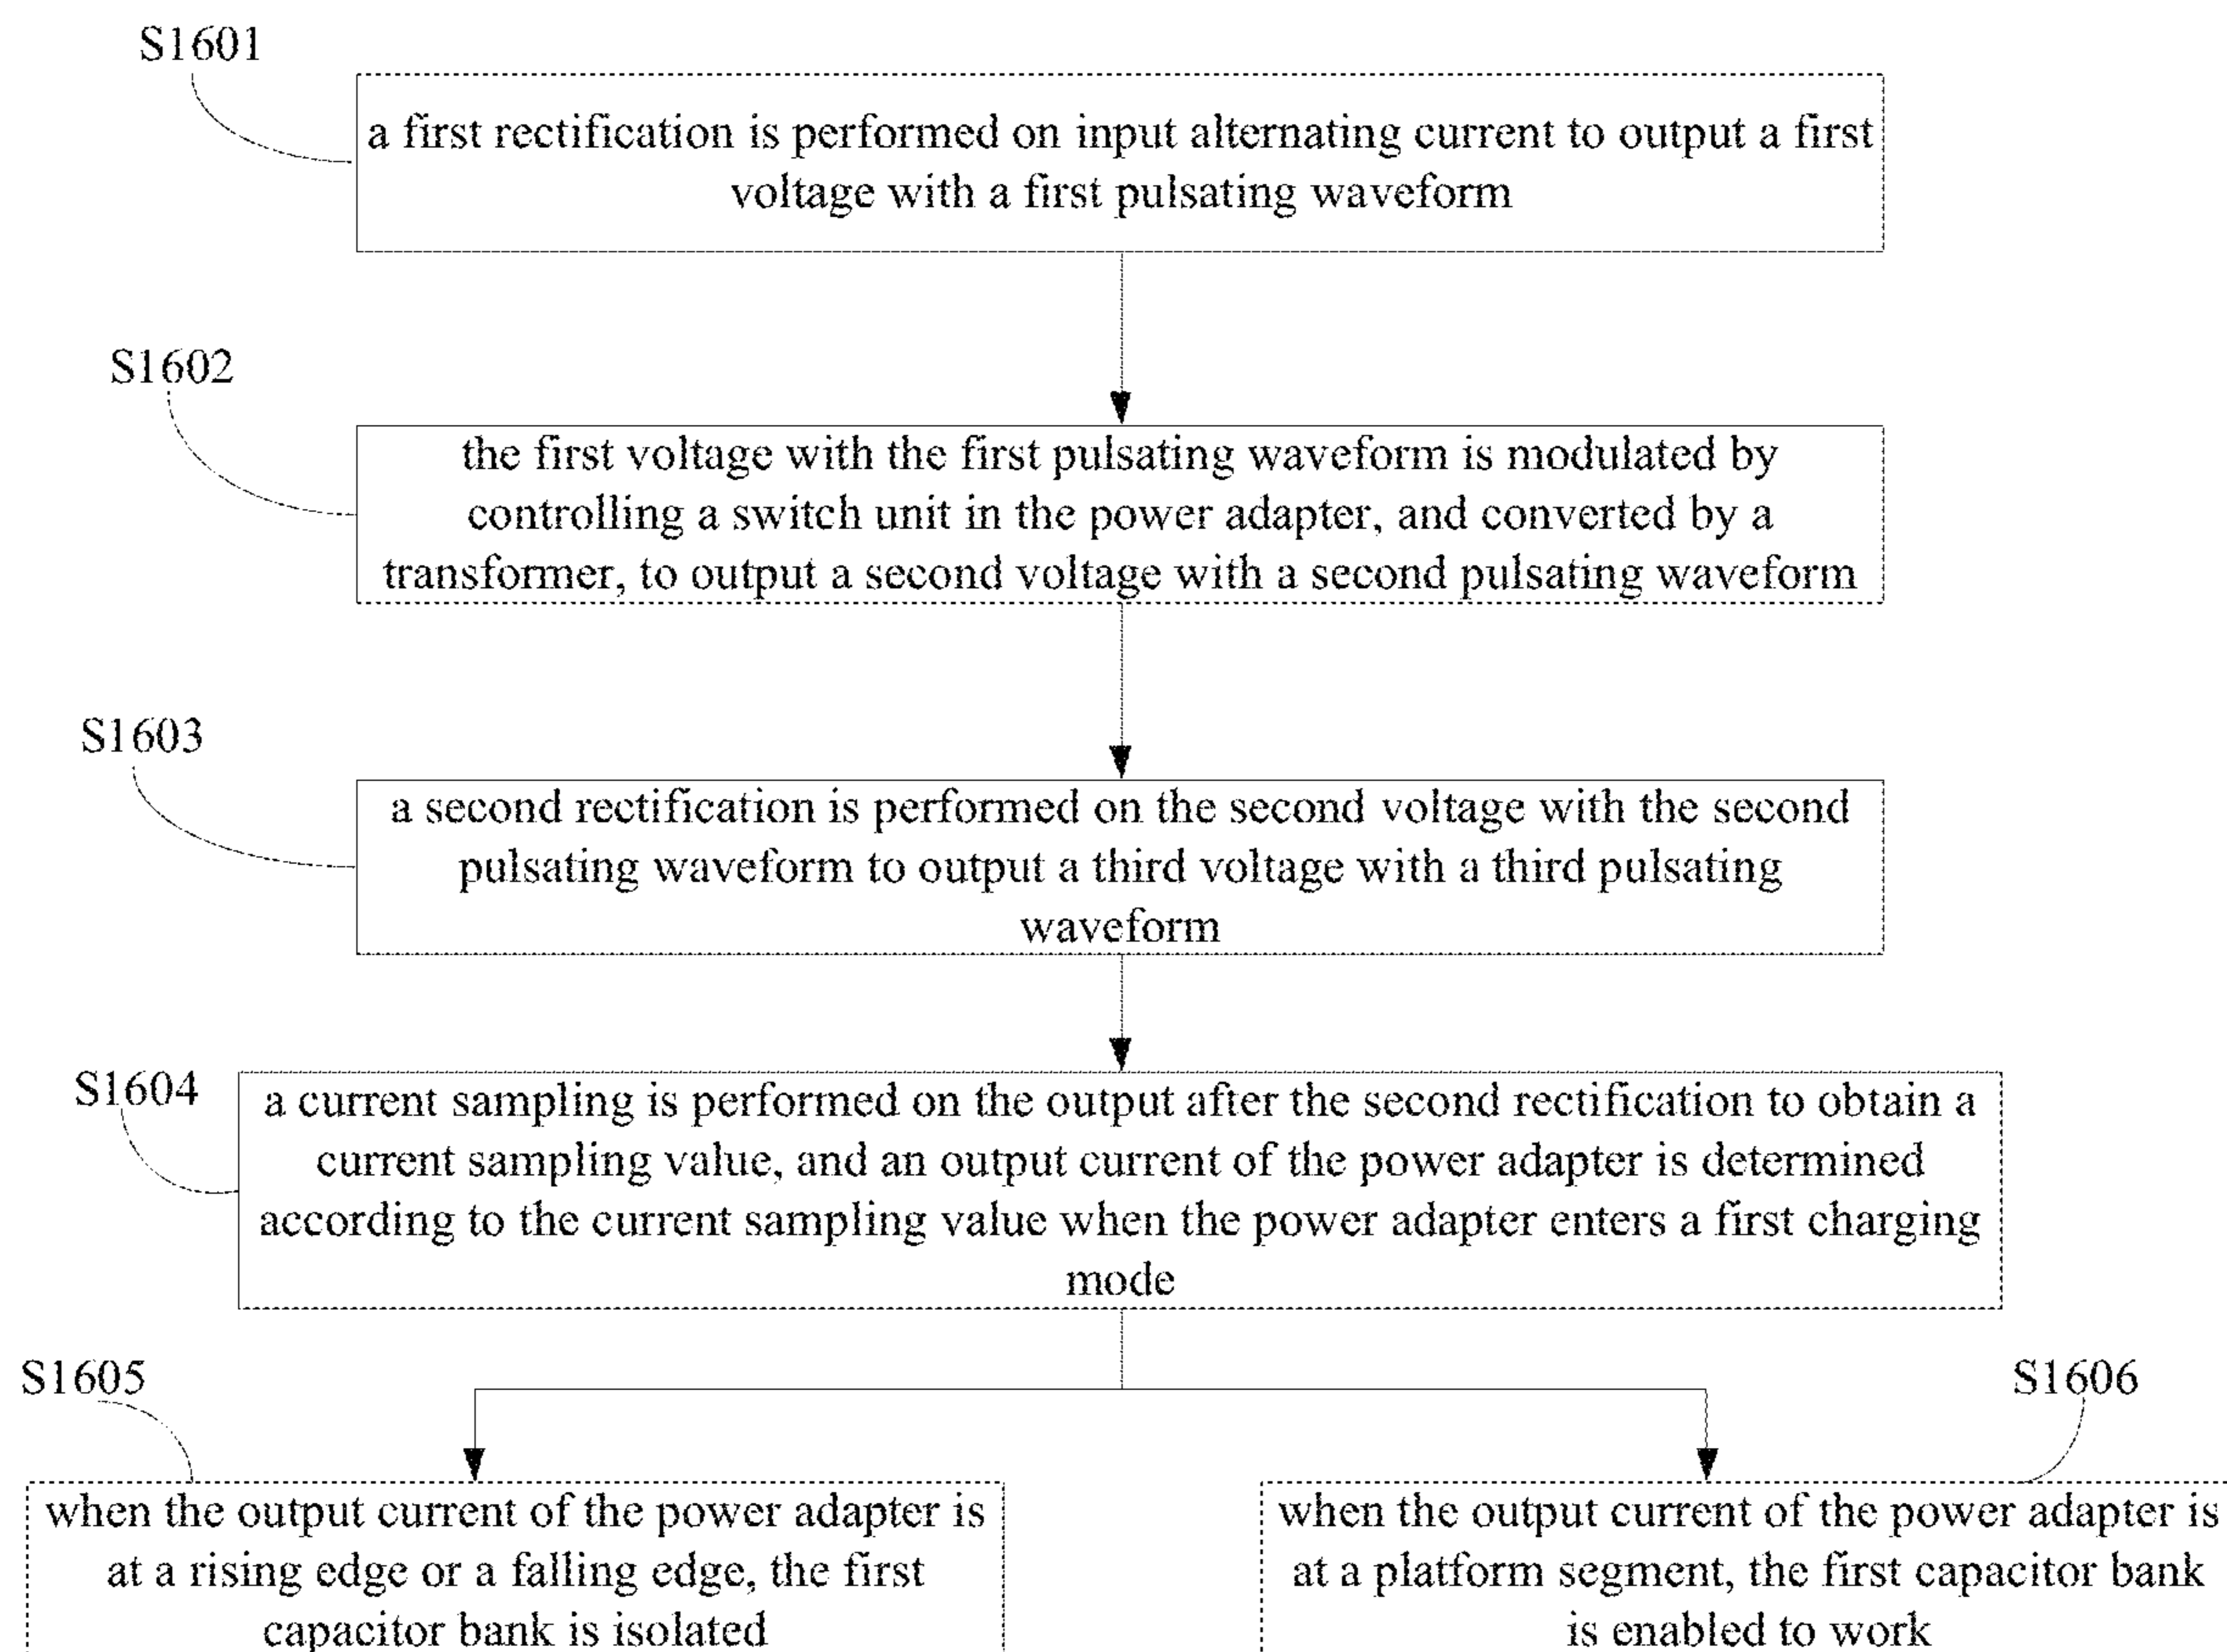 S1601
a first rectification is performed on input alternating current to output a first
voltage with a first pulsating waveform
S1602
the first voltage with the first pulsating waveform is modulated by
controlling a switch unit in the power adapter, and converted by a
transformer, to output a second voltage with a second pulsating waveform
S1603
a second rectification is performed on the second voltage with the second
pulsating waveform to output a third voltage with a third pulsating
waveform
S1604
a current sampling is performed on the output after the second rectification to obtain a
current sampling value, and an output current of the power adapter is determined
according to the current sampling value when the power adapter enters a first charging
mode
S1605
when the output current of the power adapter is
at a rising edge or a falling edge, the first
capacitor bank is isolated
S1606
when the output current of the power adapter is
at a platform segment, the first capacitor bank
is enabled to work